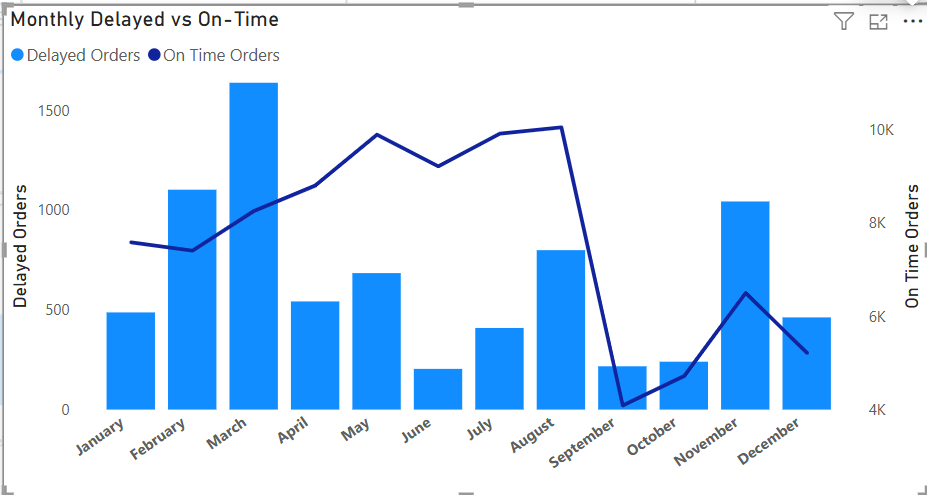 Monthly Delayed vs On-Time
Delayed Orders On Time Orders
1500
1000
500
0
Delayed Orders
10K
8K
6K
4K
On Time Orders
January
February
March
April
May
June
July
August
September
October
November
December